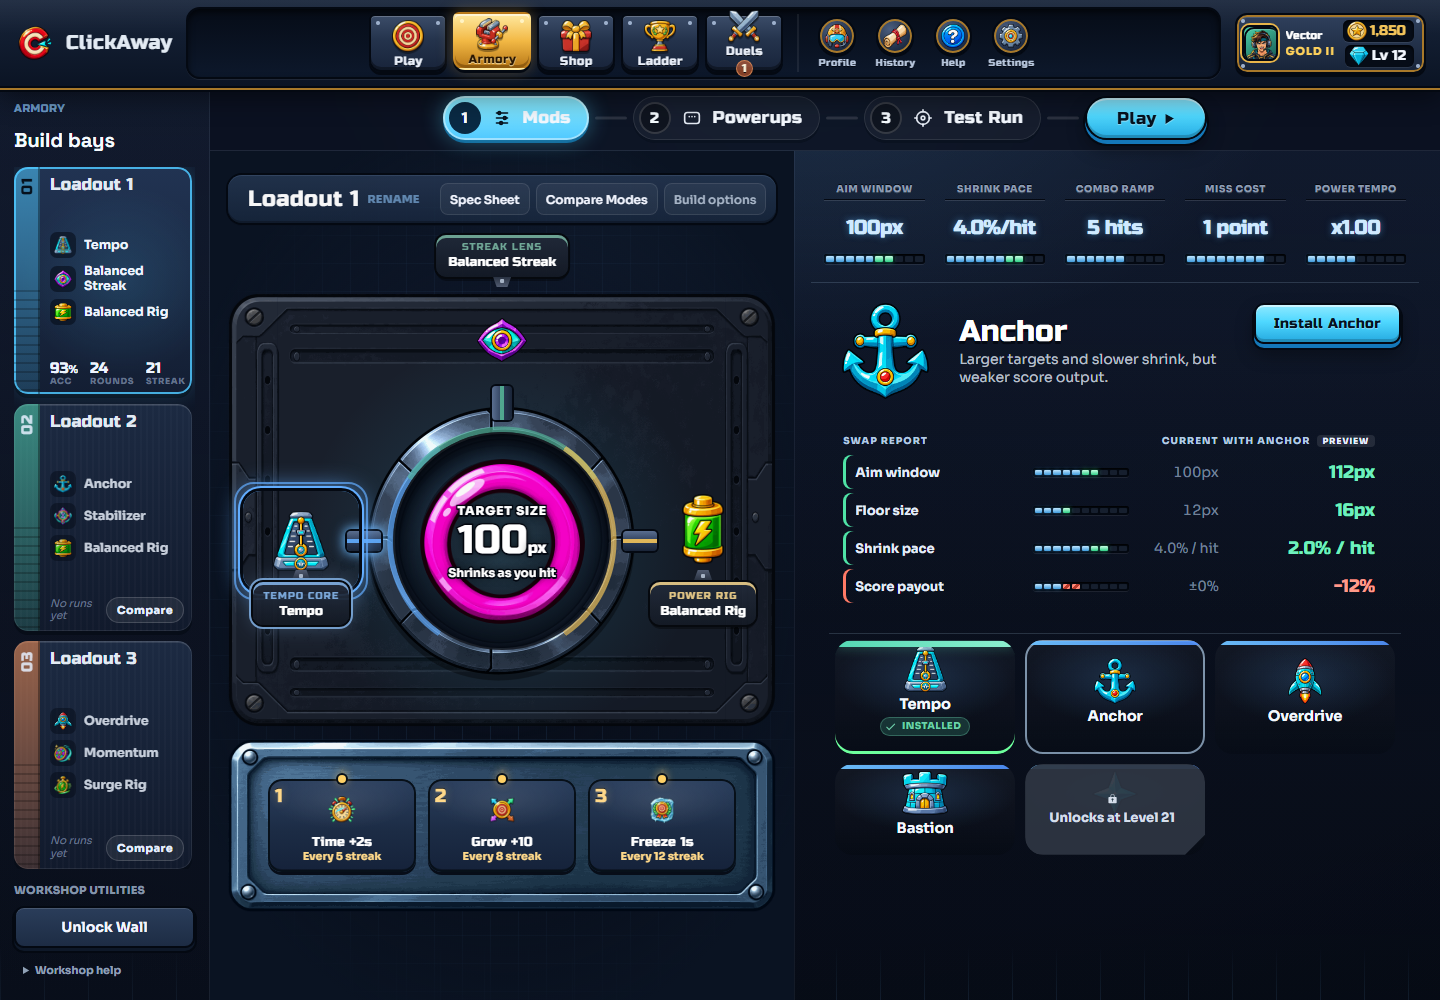 ClickAway
Play
Armory
Shop
Ladder
Duels
1
Profile
History
Help
Settings
Vector
GOLD II
1,850
Lv 12
ARMORY
Build bays
1 Mods
2 Powerups
3 Test Run
Play
01
Loadout 1
Tempo
Balanced
Streak
Balanced Rig
93% 24 21
ACC ROUNDS STREAK
02
Loadout 2
Anchor
Stabilizer
Balanced Rig
No runs
yet
Compare
03
Loadout 3
Overdrive
Momentum
Surge Rig
No runs
yet
Compare
WORKSHOP UTILITIES
Unlock Wall
Workshop help
Loadout 1 RENAME
Spec Sheet
Compare Modes
Build options
STREAK LENS
Balanced Streak
TARGET SIZE
100px
Shrinks as you hit
TEMPO CORE
Tempo
POWER RIG
Balanced Rig
1
Time +2s
Every 5 streak
2
Grow +10
Every 8 streak
3
Freeze 1s
Every 12 streak
AIM WINDOW
100px
SHRINK PACE
4.0%/hit
COMBO RAMP
5 hits
MISS COST
1 point
POWER TEMPO
x1.00
Anchor
Larger targets and slower shrink, but
weaker score output.
Install Anchor
SWAP REPORT CURRENT WITH ANCHOR PREVIEW
Aim window 100px 112px
Floor size 12px 16px
Shrink pace 4.0% / hit 2.0% / hit
Score payout ±0% -12%
Tempo
INSTALLED
Anchor
Overdrive
Bastion
Unlocks at Level 21